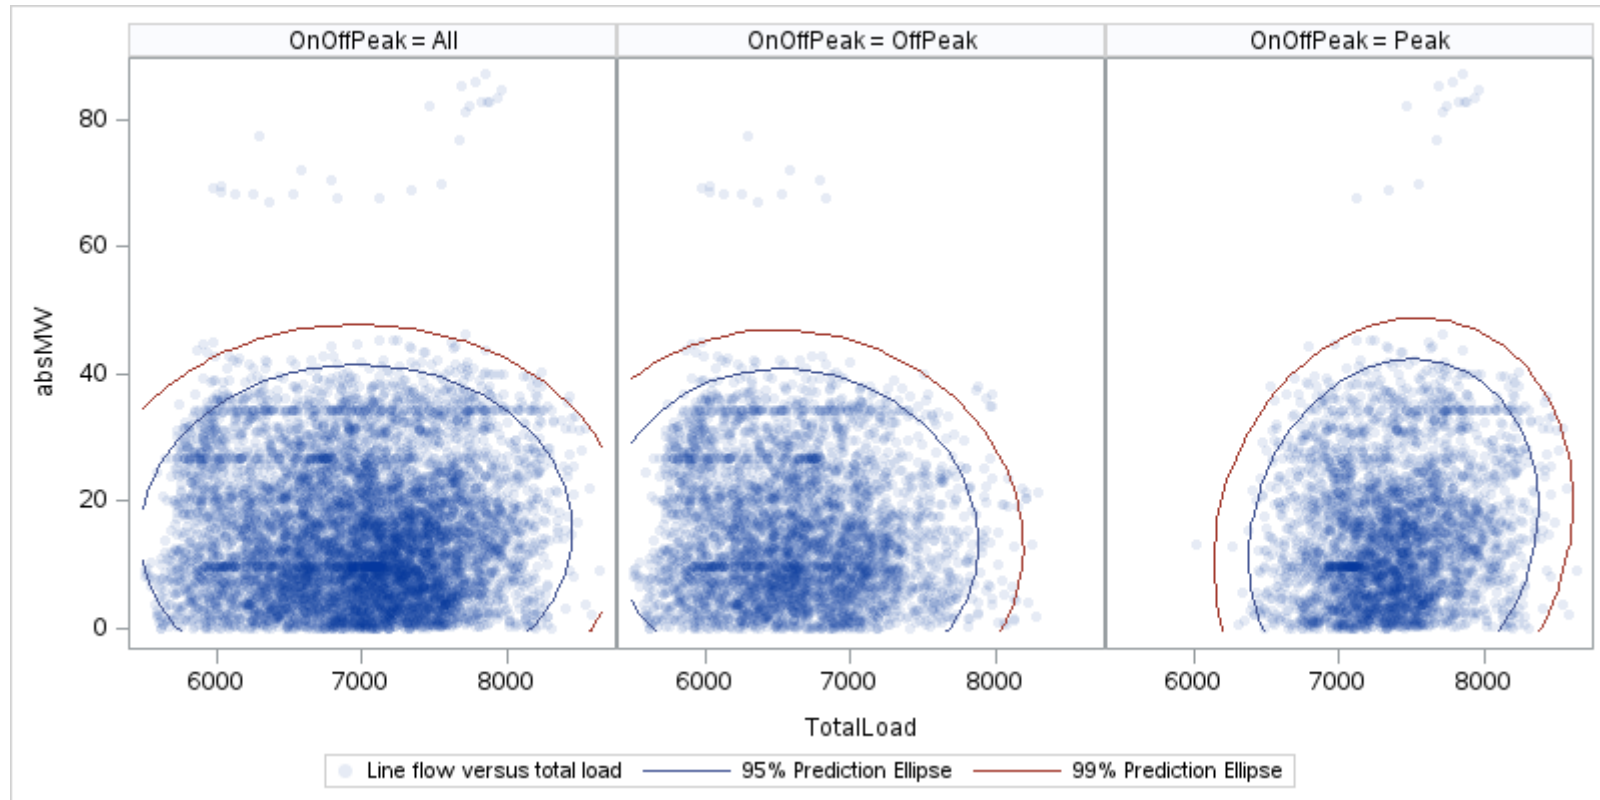 OnOffPeak = All
OnOffPeak = OffPeak
OnOffPeak = Peak
80
60
40
20
0
absMW
6000
7000
8000
6000
7000
8000
6000
7000
8000
TotalLoad
Line flow versus total load
95% Prediction Ellipse
99% Prediction Ellipse